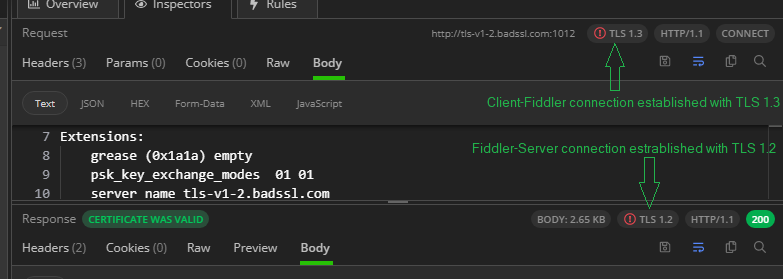 Overview Inspectors Rules
Request http://tls-v1-2.badssl.com:1012 TLS 1.3 HTTP/1.1 CONNECT
Headers (3) Params (0) Cookies (0) Raw Body
Text JSON HEX Form-Data XML JavaScript
Client-Fiddler connection established with TLS 1.3
7 Extensions:
8 grease (0x1a1a) empty
9 psk_key_exchange_modes 01 01
10 server name tls-v1-2.badssl.com
Fiddler-Server connection estrablished with TLS 1.2
Response CERTIFICATE WAS VALID BODY: 2.65 KB TLS 1.2 HTTP/1.1 200
Headers (2) Cookies (0) Raw Preview Body